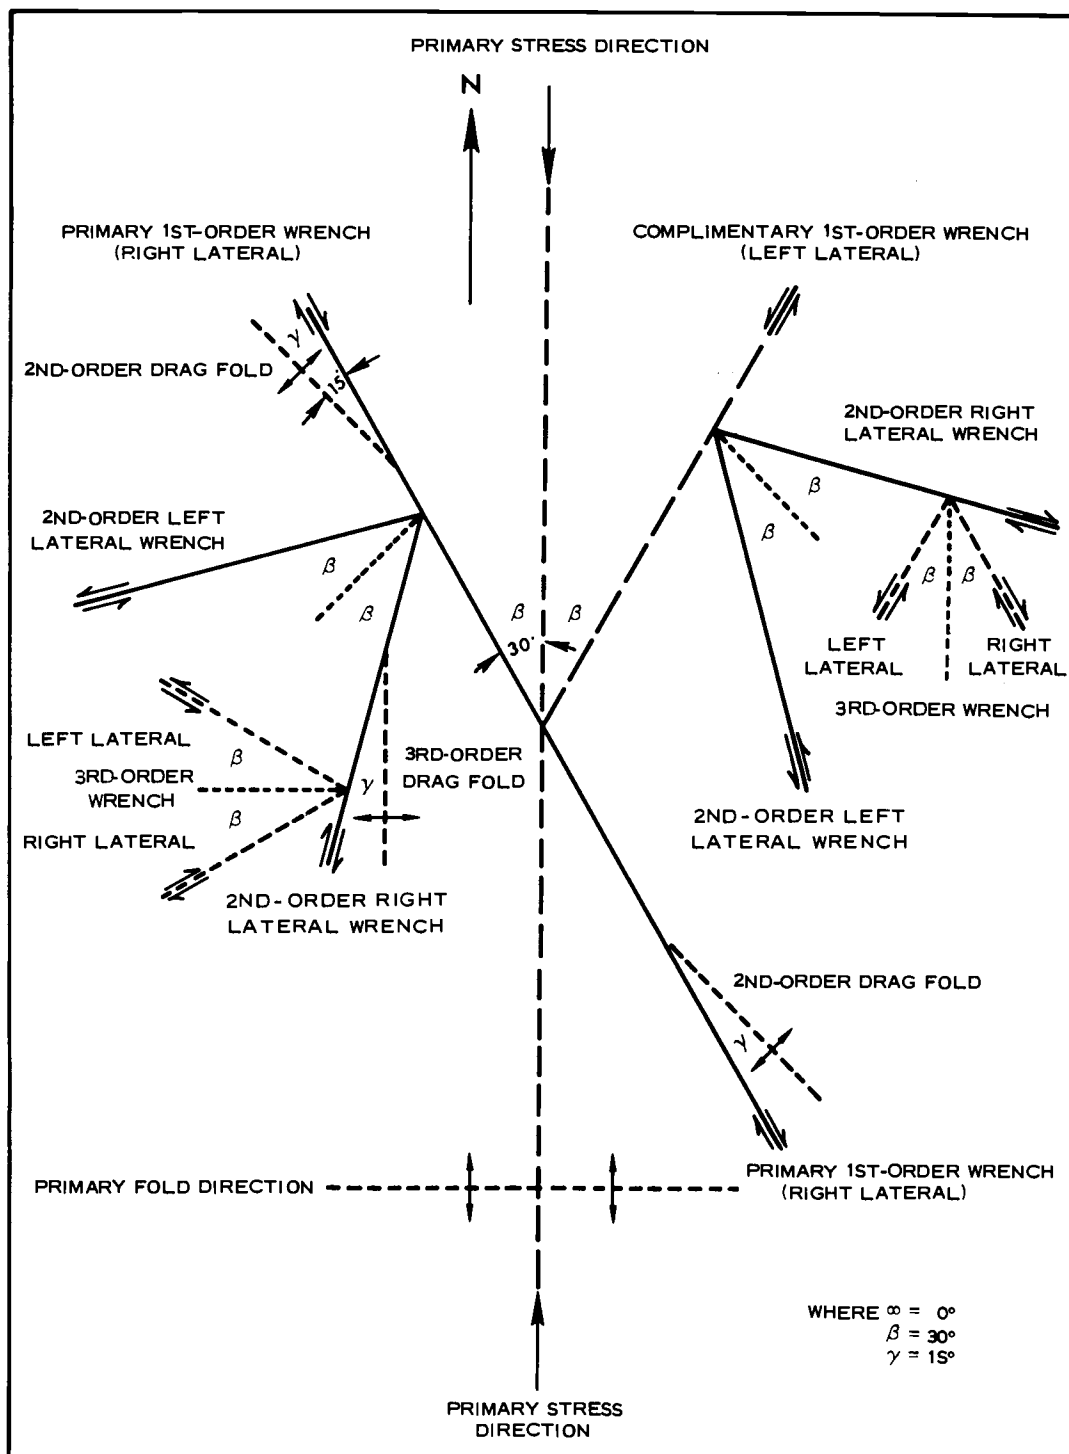 PRIMARY STRESS DIRECTION
N
PRIMARY 1ST-ORDER WRENCH
(RIGHT LATERAL)
COMPLIMENTARY 1ST-ORDER WRENCH
(LEFT LATERAL)
γ
2ND-ORDER DRAG FOLD
15°
2ND-ORDER RIGHT
LATERAL WRENCH
β
β
2ND-ORDER LEFT
LATERAL WRENCH
β
β
β
β
30°
β
β
LEFT
LATERAL
RIGHT
LATERAL
3RD-ORDER WRENCH
LEFT LATERAL
β
3RD-ORDER
WRENCH
β
RIGHT LATERAL
γ
3RD-ORDER
DRAG FOLD
2ND-ORDER LEFT
LATERAL WRENCH
2ND-ORDER RIGHT
LATERAL WRENCH
2ND-ORDER DRAG FOLD
γ
PRIMARY FOLD DIRECTION
PRIMARY 1ST-ORDER WRENCH
(RIGHT LATERAL)
WHERE ∞ = 0°
β = 30°
γ = 15°
PRIMARY STRESS
DIRECTION